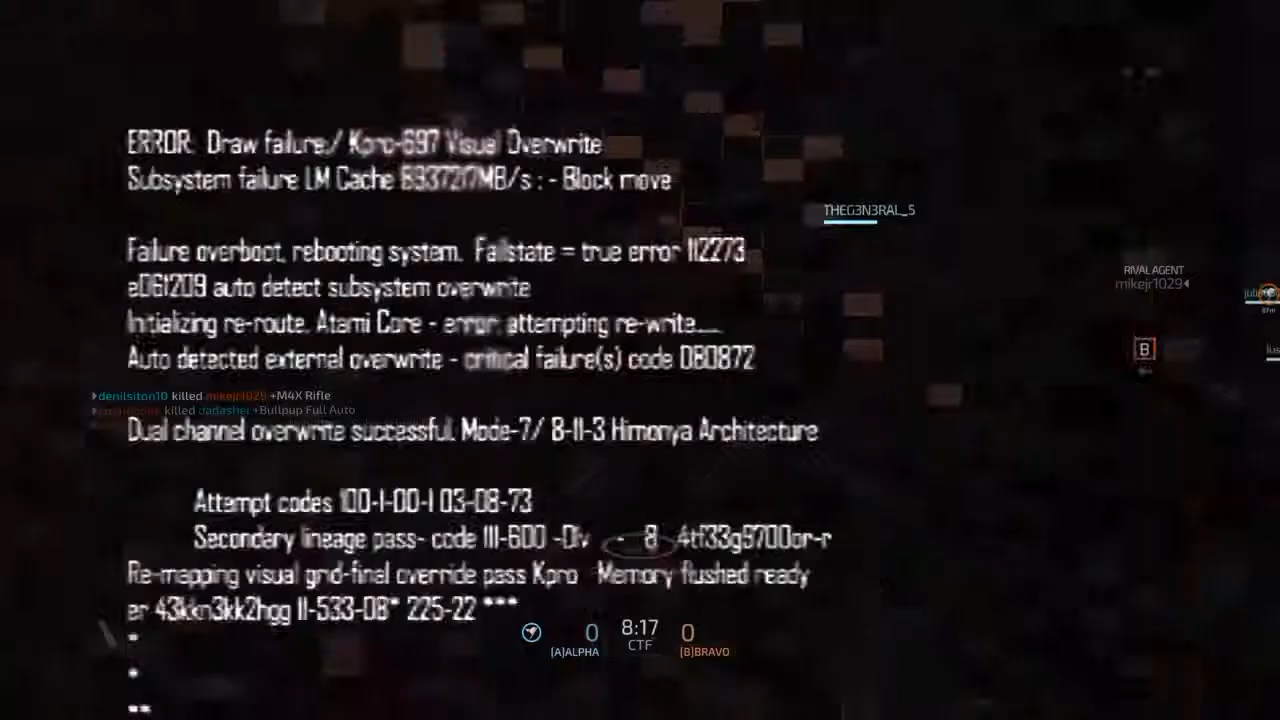 ERROR: Draw failure:/ Kpro-697 Visual Overwrite
Subsystem failure LM Cache MB/s : - Block move
THEG3N3RAL_5
Failure overboot, rebooting system. Failstate = true error 112273
e061209 auto detect subsystem overwrite
RIVAL AGENT
mikejr1029
Initializing re-route. Atami Core - error: attempting re-write.....
B
Auto detected external overwrite - critical failure(s) code 080872
denilsiton10 killed mikejr1029 +M4X Rifle
killed dadasher +Bullpup Full Auto
Dual channel overwrite successful. Mode-7/ 8-11-3 Himonya Architecture
Attempt codes 100-1-00-1 03-08-73
Secondary lineage pass- code 111-600 - 8 -
Re-mapping visual grid-final override pass Kpro Memory flushed ready
er 43kkn3kk2hgg 11-533-08* 225-22 ***
0 8:17 0
[A]ALPHA CTF [B]BRAVO
*
*
**